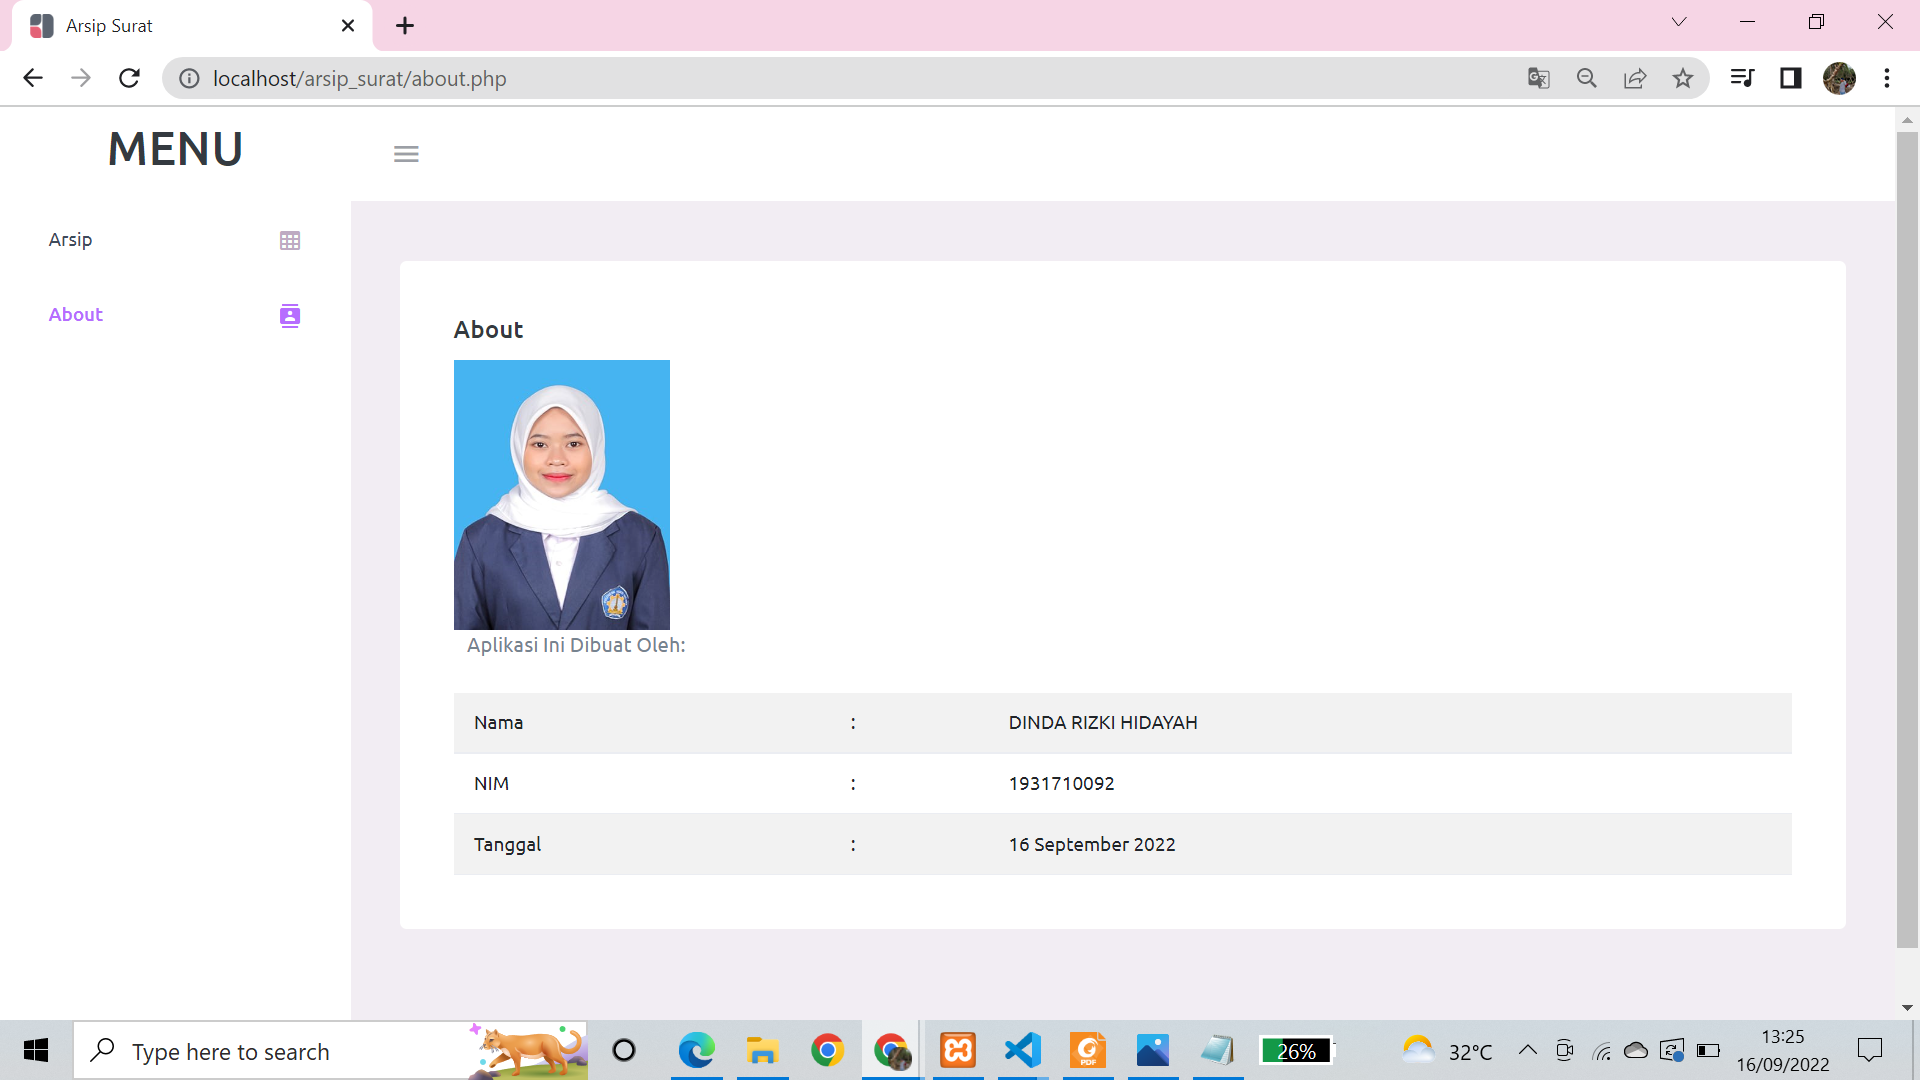 Arsip Surat
localhost/arsip_surat/about.php
MENU
Arsip
About
About
Aplikasi Ini Dibuat Oleh:
Nama : DINDA RIZKI HIDAYAH
NIM : 1931710092
Tanggal : 16 September 2022
Type here to search
PDF
26%
32°C
13:25
16/09/2022